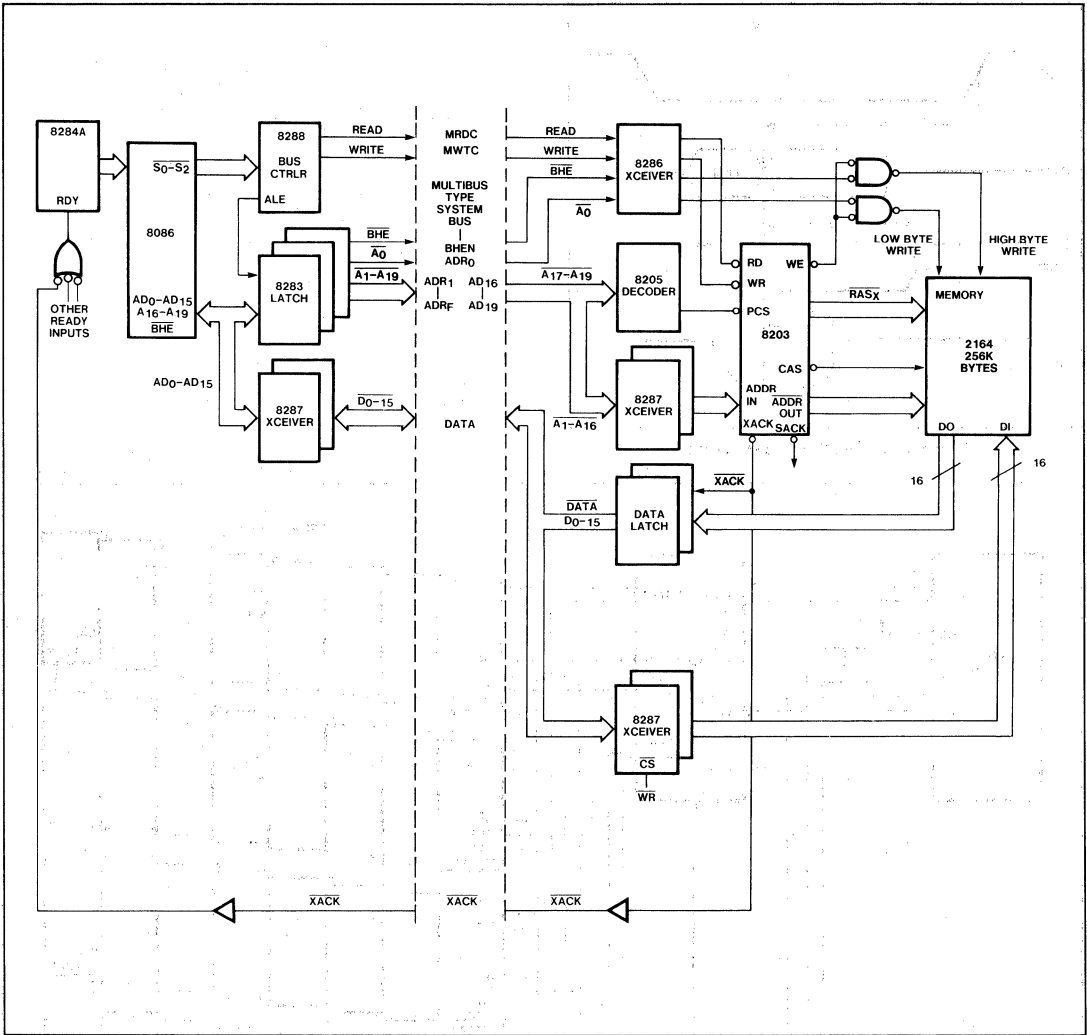 8284A
RDY
OTHER
READY
INPUTS
S0-S2
8086
AD0-AD15
A16-A19
BHE
AD0-AD15
8288
BUS
CTRLR
ALE
READ
WRITE
8283
LATCH
BHE
A0
A1-A19
8287
XCEIVER
D0-15
MRDC
MWTC
MULTIBUS
TYPE
SYSTEM
BUS
BHEN
ADR0
ADR1
ADRF
AD16
AD19
DATA
READ
WRITE
BHE
A0
A17-A19
A1-A16
8286
XCEIVER
8205
DECODER
8287
XCEIVER
RD
WR
PCS
8203
WE
CAS
ADDR
IN
ADDR
OUT
XACK
SACK
LOW BYTE
WRITE
HIGH BYTE
WRITE
RASX
MEMORY
2164
256K
BYTES
DO
DI
16
16
XACK
DATA
D0-15
DATA
LATCH
8287
XCEIVER
CS
WR
XACK
XACK
XACK